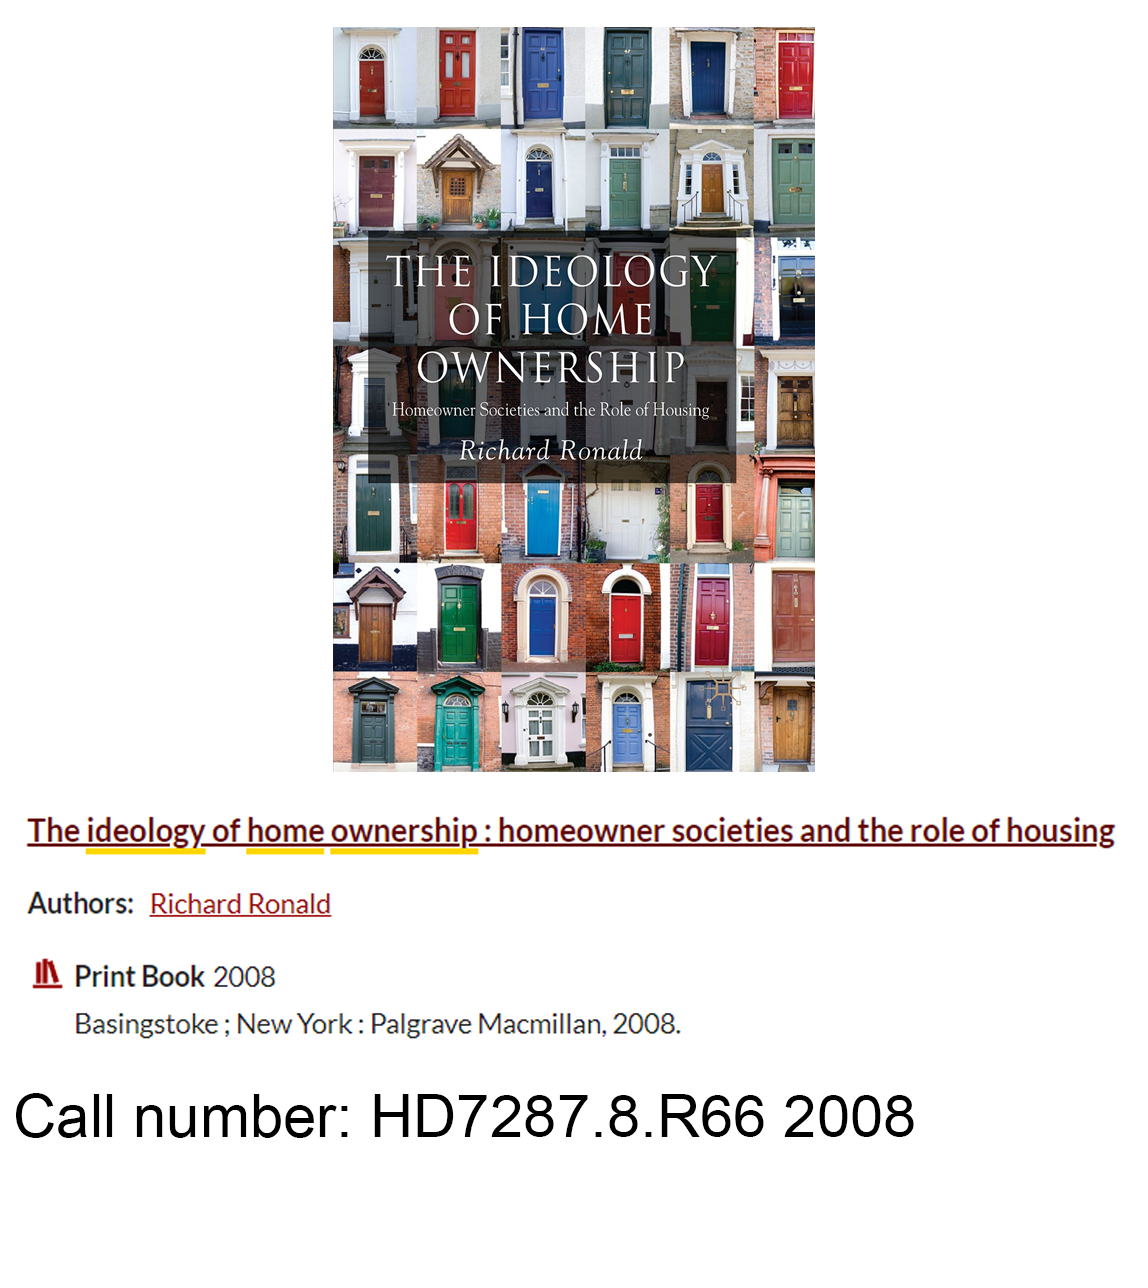 THE IDEOLOGY
OF HOME
OWNERSHIP
Homeowner Societies and the Role of Housing
Richard Ronald
The ideology of home ownership : homeowner societies and the role of housing
Authors: Richard Ronald
Print Book 2008
Basingstoke ; New York : Palgrave Macmillan, 2008.
Call number: HD7287.8.R66 2008